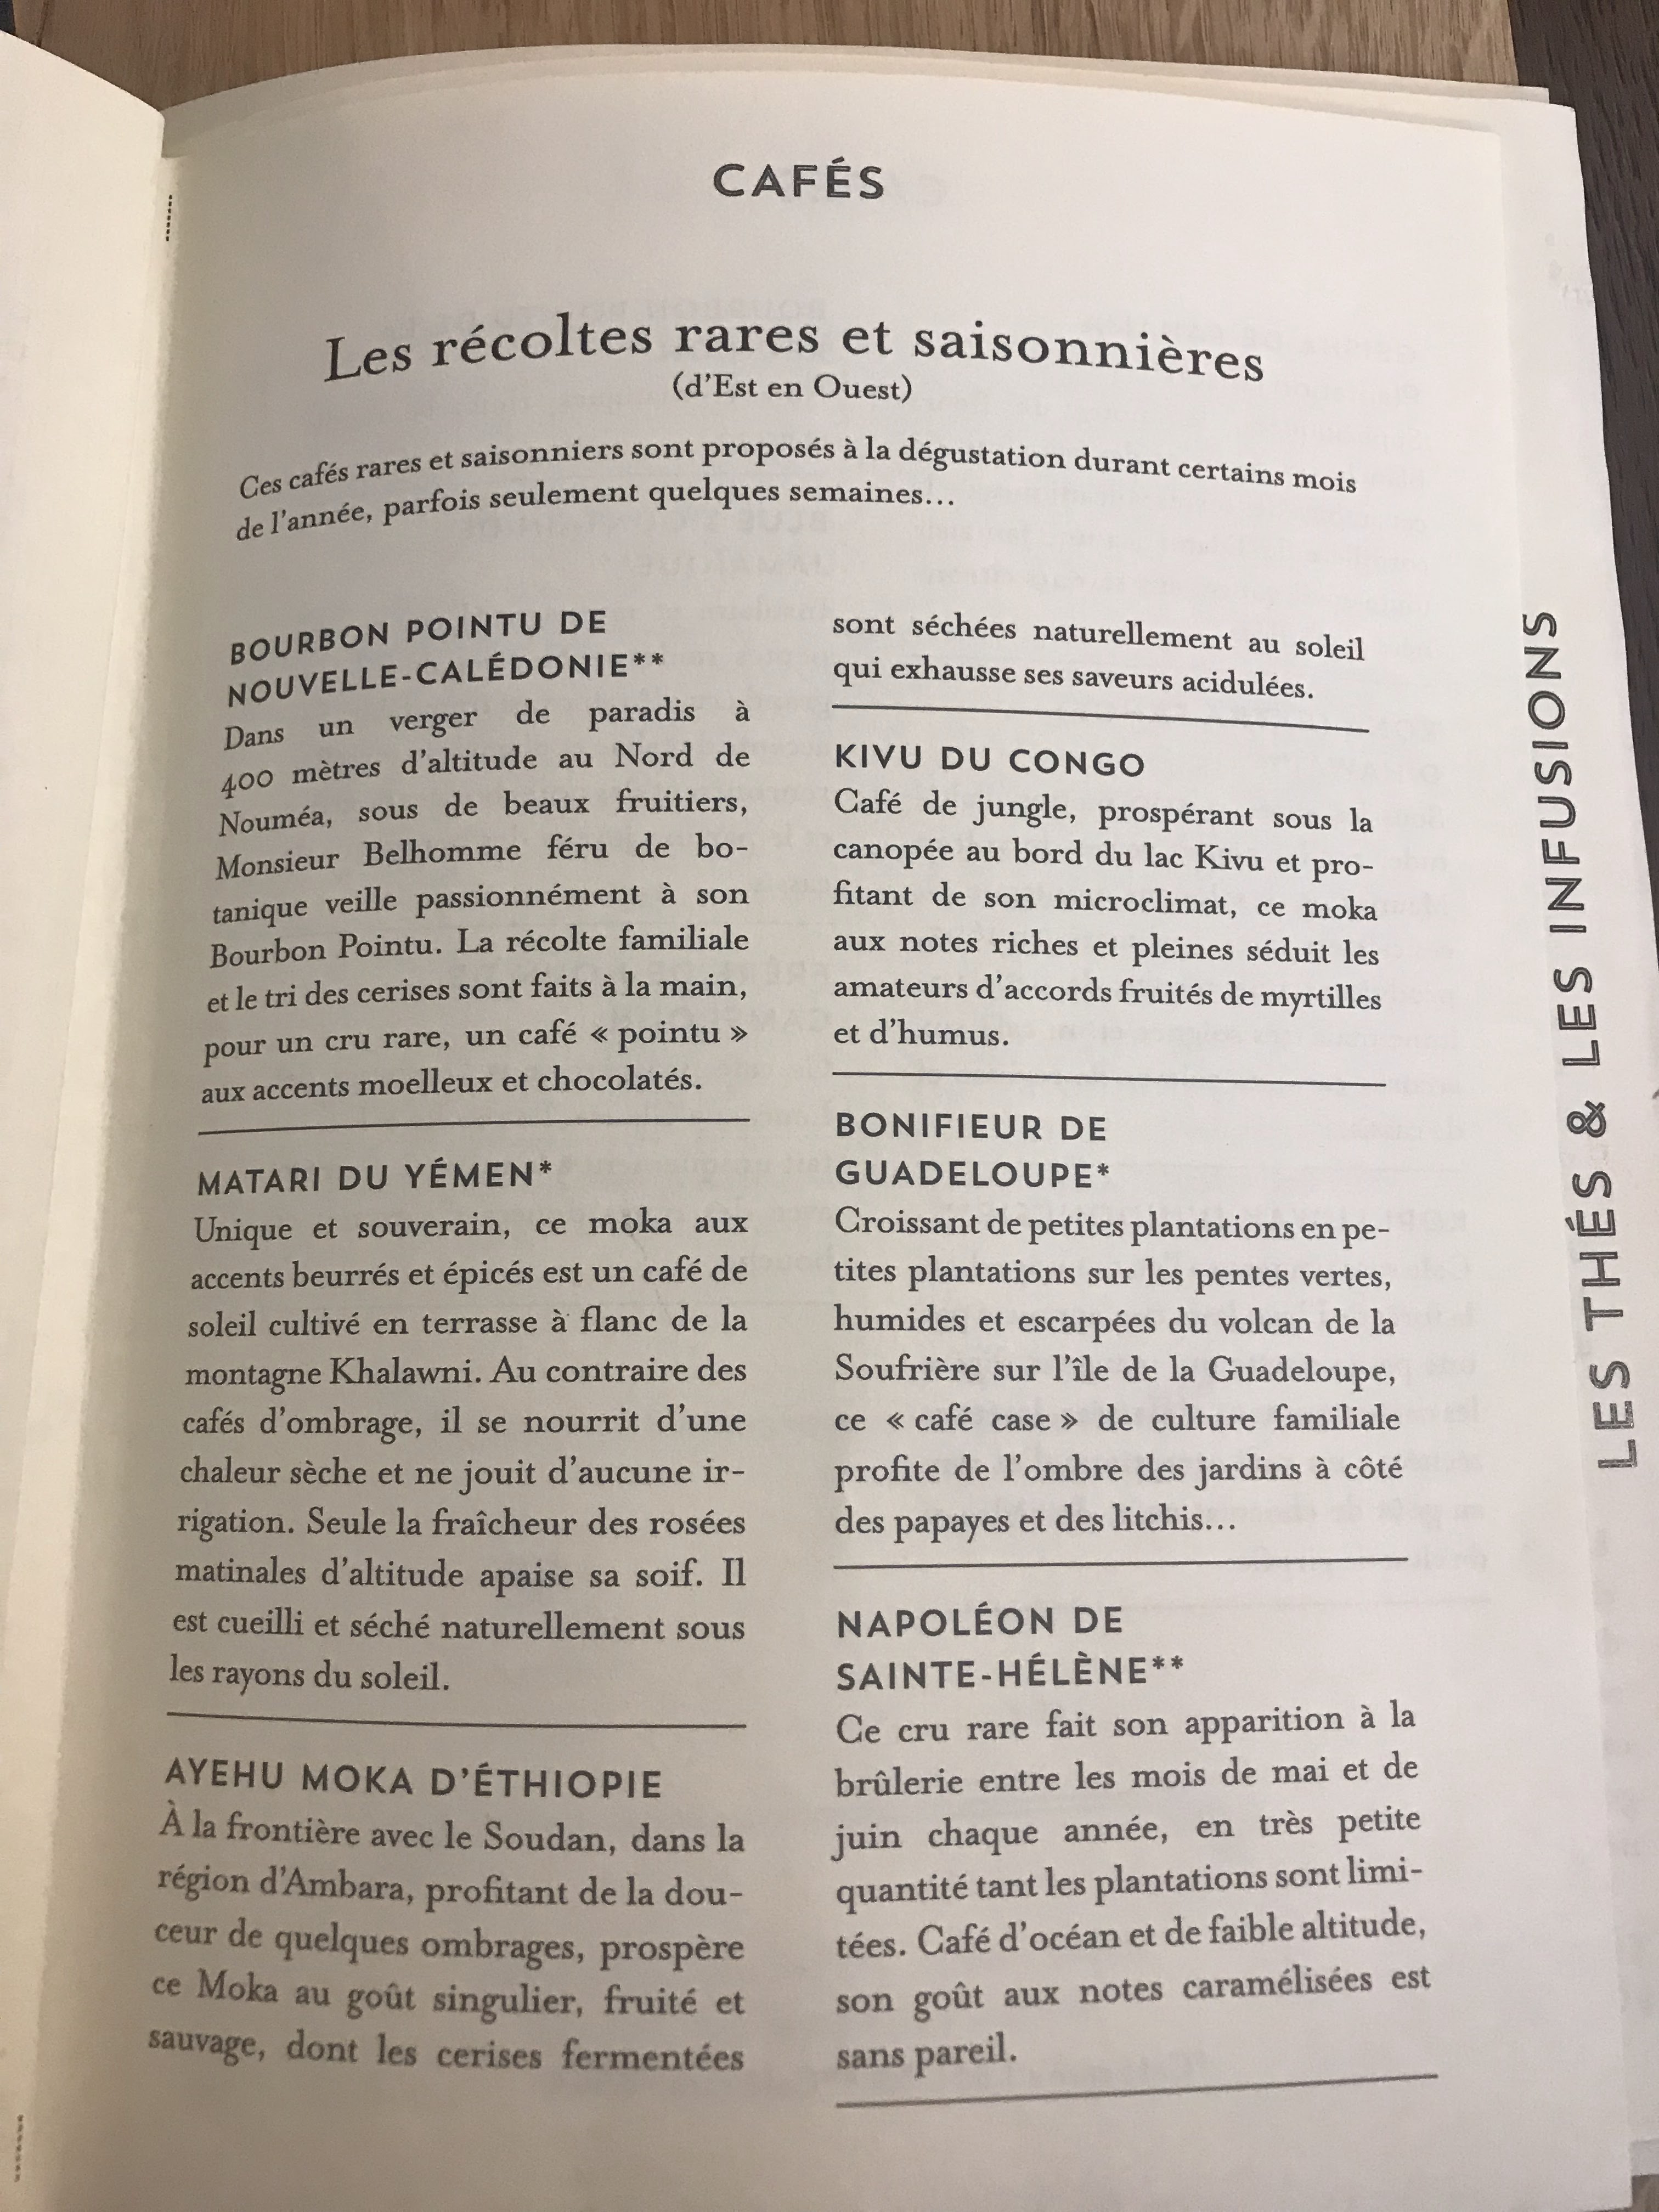 CAFÉS
Les récoltes rares et saisonnières
(d'Est en Ouest)
Ces cafés rares et saisonniers sont proposés à la dégustation durant certains mois
de l'année, parfois seulement quelques semaines...
BOURBON POINTU DE
NOUVELLE-CALÉDONIE**
Dans un verger de paradis à
400 mètres d'altitude au Nord de
Nouméa, sous de beaux fruitiers,
Monsieur Belhomme féru de bo-
tanique veille passionnément à son
Bourbon Pointu. La récolte familiale
et le tri des cerises sont faits à la main,
pour un cru rare, un café « pointu »
aux accents moelleux et chocolatés.
MATARI DU YÉMEN*
Unique et souverain, ce moka aux
accents beurrés et épicés est un café de
soleil cultivé en terrasse à flanc de la
montagne Khalawni. Au contraire des
cafés d'ombrage, il se nourrit d'une
chaleur sèche et ne jouit d'aucune ir-
rigation. Seule la fraîcheur des rosées
matinales d'altitude apaise sa soif. Il
est cueilli et séché naturellement sous
les rayons du soleil.
AYEHU MOKA D'ÉTHIOPIE
À la frontière avec le Soudan, dans la
région d'Ambara, profitant de la dou-
ceur de quelques ombrages, prospère
ce Moka au goût singulier, fruité et
sauvage, dont les cerises fermentées
sont séchées naturellement au soleil
qui exhausse ses saveurs acidulées.
KIVU DU CONGO
Café de jungle, prospérant sous la
canopée au bord du lac Kivu et pro-
fitant de son microclimat, ce moka
aux notes riches et pleines séduit les
amateurs d'accords fruités de myrtilles
et d'humus.
BONIFIEUR DE
GUADELOUPE*
Croissant de petites plantations en pe-
tites plantations sur les pentes vertes,
humides et escarpées du volcan de la
Soufrière sur l'île de la Guadeloupe,
ce « café case » de culture familiale
profite de l'ombre des jardins à côté
des papayes et des litchis...
NAPOLÉON DE
SAINTE-HÉLÈNE**
Ce cru rare fait son apparition à la
brûlerie entre les mois de mai et de
juin chaque année, en très petite
quantité tant les plantations sont limi-
tées. Café d'océan et de faible altitude,
son goût aux notes caramélisées est
sans pareil.
LES THÉS & LES INFUSIONS